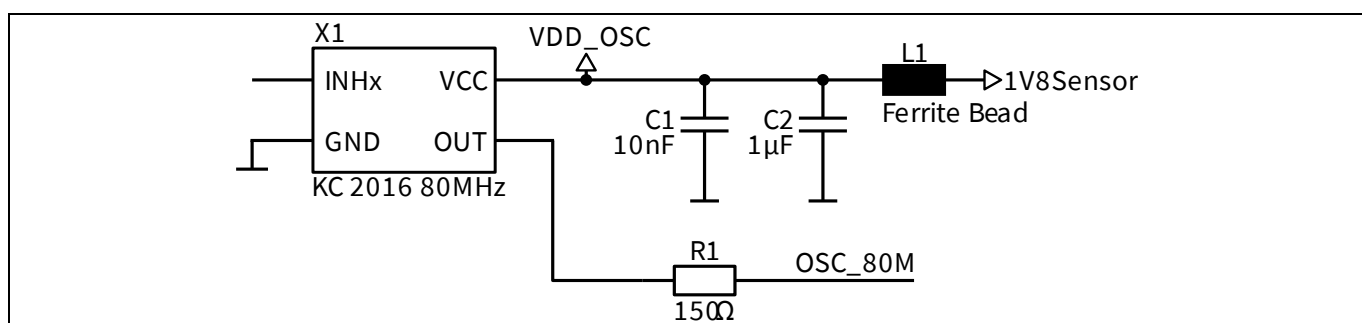 X1
VDD_OSC
L1
INHx VCC
1V8Sensor
Ferrite Bead
C1
10nF
C2
1µF
GND OUT
KC 2016 80MHz
R1
OSC_80M
150Ω